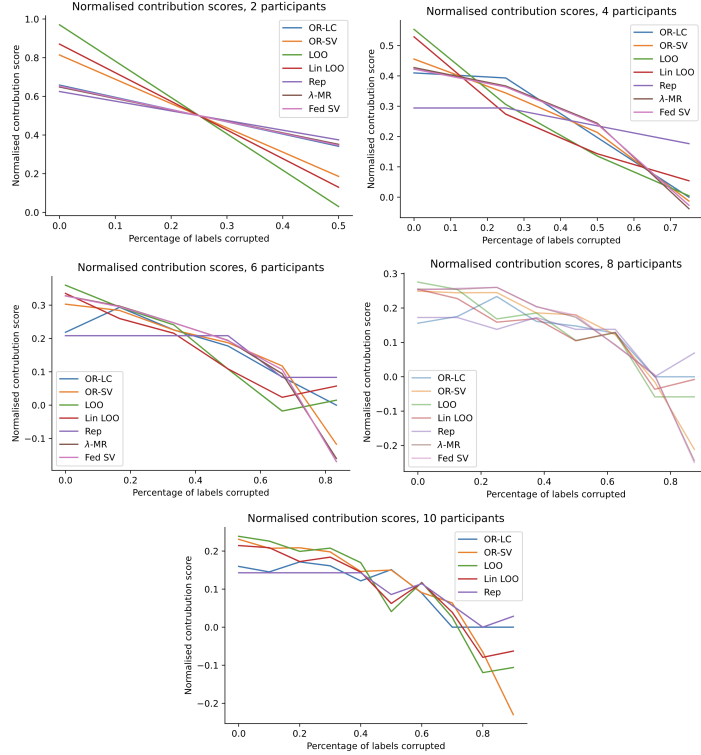 Normalised contribution scores, 2 participants
Normalised contrubution score
1.0
0.8
0.6
0.4
0.2
0.0
OR-LC
OR-SV
LOO
Lin LOO
Rep
λ-MR
Fed SV
0.0 0.1 0.2 0.3 0.4 0.5
Percentage of labels corrupted
Normalised contribution scores, 4 participants
Normalised contrubution score
0.5
0.4
0.3
0.2
0.1
0.0
OR-LC
OR-SV
LOO
Lin LOO
Rep
λ-MR
Fed SV
0.0 0.1 0.2 0.3 0.4 0.5 0.6 0.7
Percentage of labels corrupted
Normalised contribution scores, 6 participants
Normalised contrubution score
0.3
0.2
0.1
0.0
−0.1
OR-LC
OR-SV
LOO
Lin LOO
Rep
λ-MR
Fed SV
0.0 0.2 0.4 0.6 0.8
Percentage of labels corrupted
Normalised contribution scores, 8 participants
Normalised contrubution score
0.3
0.2
0.1
0.0
−0.1
−0.2
OR-LC
OR-SV
LOO
Lin LOO
Rep
λ-MR
Fed SV
0.0 0.2 0.4 0.6 0.8
Percentage of labels corrupted
Normalised contribution scores, 10 participants
Normalised contrubution score
0.2
0.1
0.0
−0.1
−0.2
OR-LC
OR-SV
LOO
Lin LOO
Rep
0.0 0.2 0.4 0.6 0.8
Percentage of labels corrupted